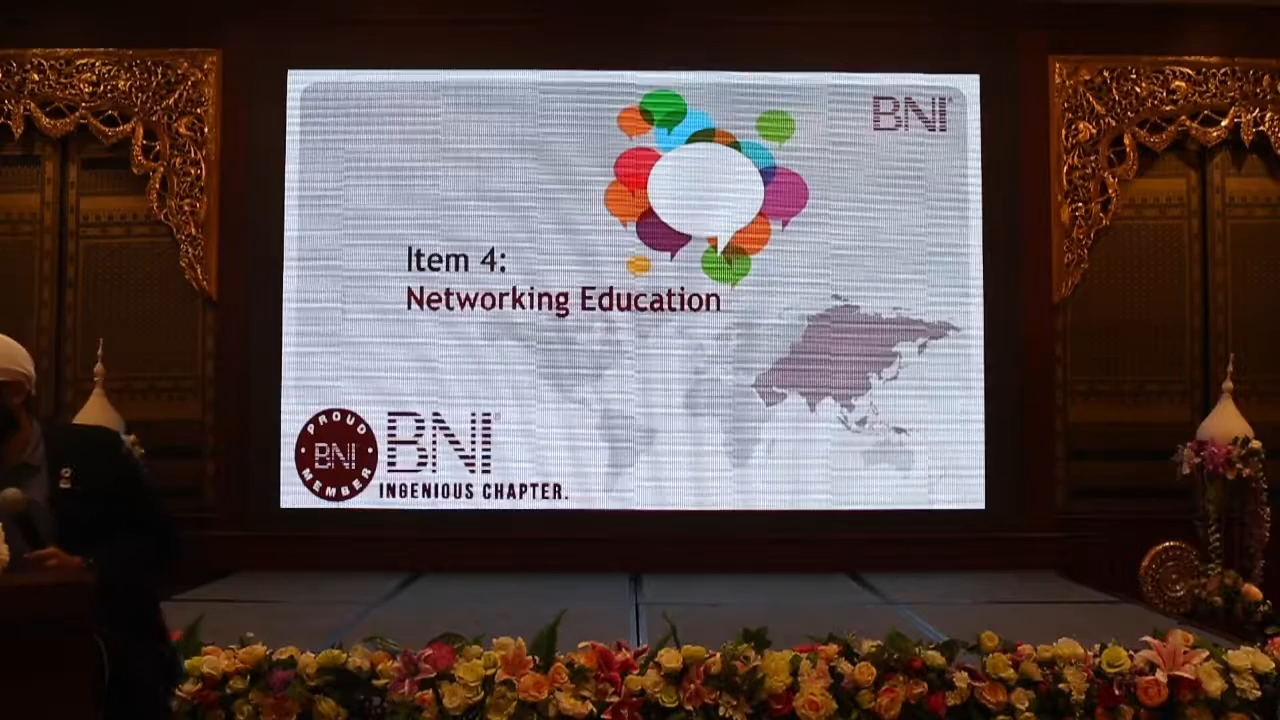 BNI®
Item 4:
Networking Education
PROUD
BNI
MEMBER
BNI®
INGENIOUS CHAPTER.